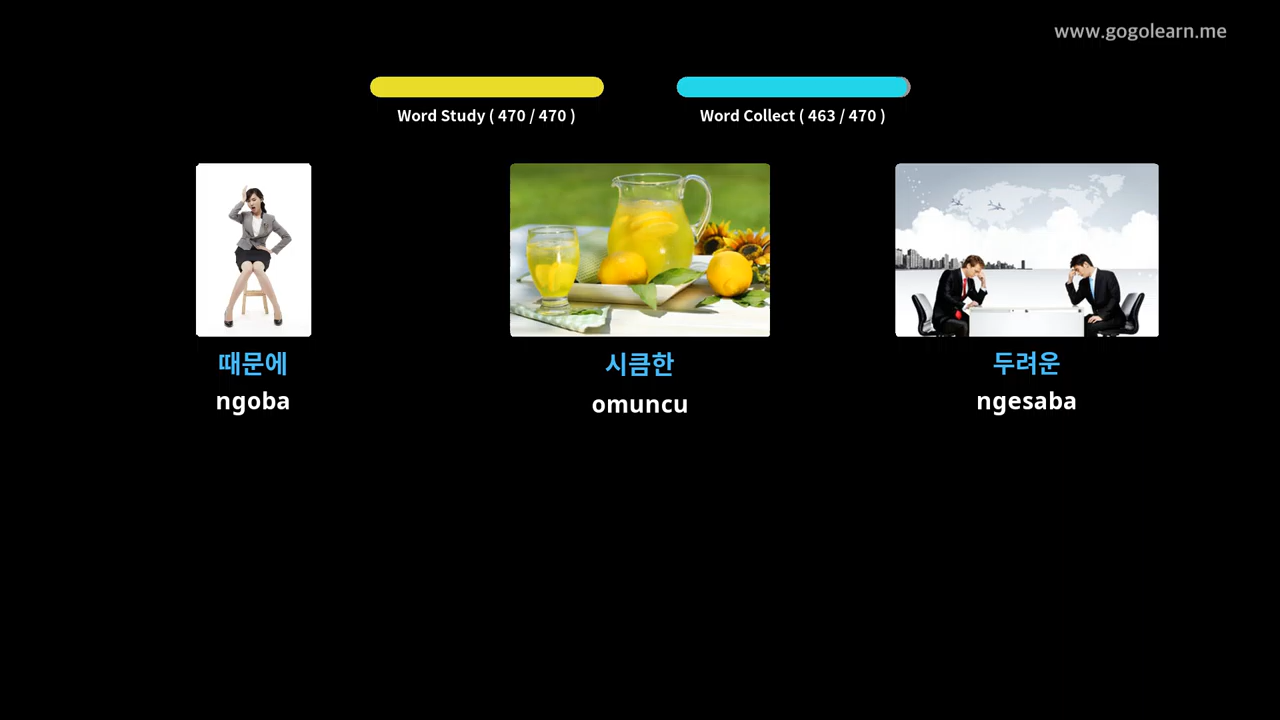 www.gogolearn.me
Word Study ( 470 / 470 )
Word Collect ( 463 / 470 )
때문에
시큼한
두려운
ngoba
omuncu
ngesaba